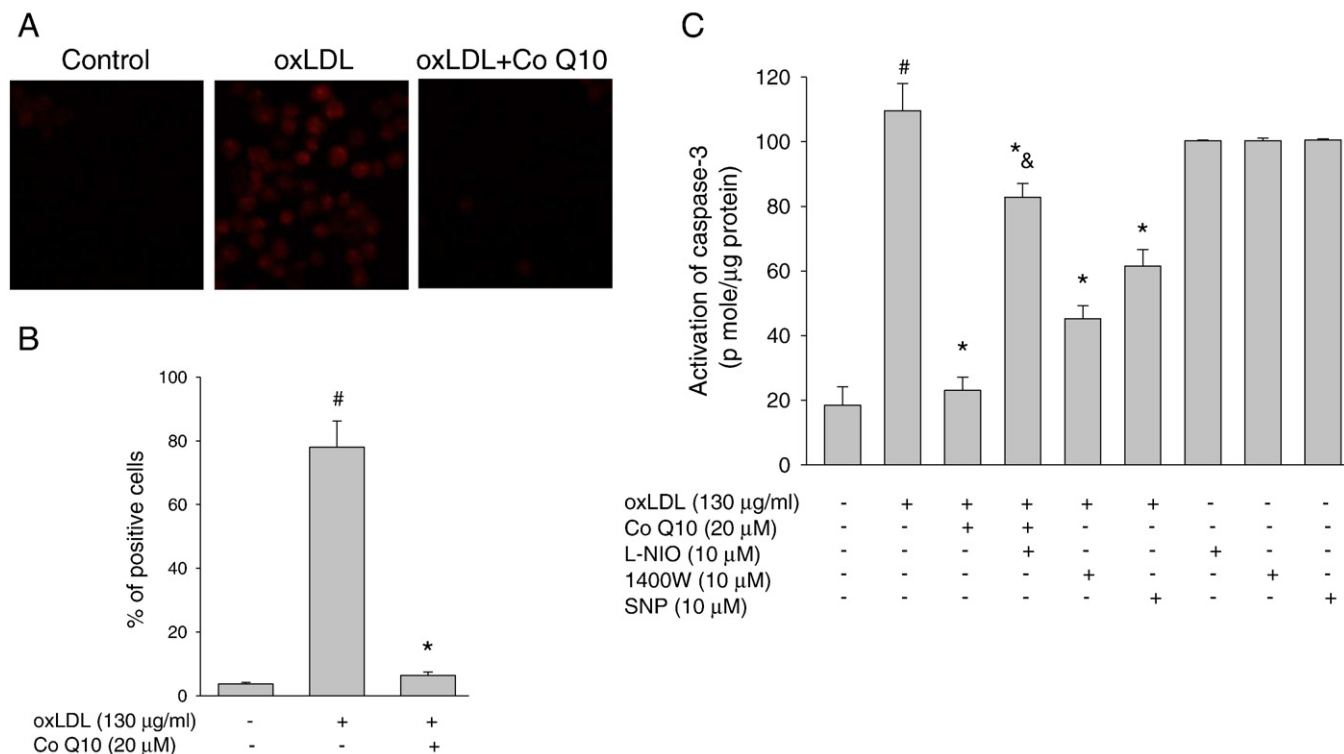 A
Control oxLDL oxLDL+Co Q10
B
% of positive cells
100
80
60
40
20
0
#
*
oxLDL (130 μg/ml) - + +
Co Q10 (20 μM) - - +
C
Activation of caspase-3
(p mole/μg protein)
120
100
80
60
40
20
0
#
*
*&
*
*
oxLDL (130 μg/ml) - + + + + + - - -
Co Q10 (20 μM) - - + + - - - - -
L-NIO (10 μM) - - - + - - + - -
1400W (10 μM) - - - - + - - + -
SNP (10 μM) - - - - - + - - +